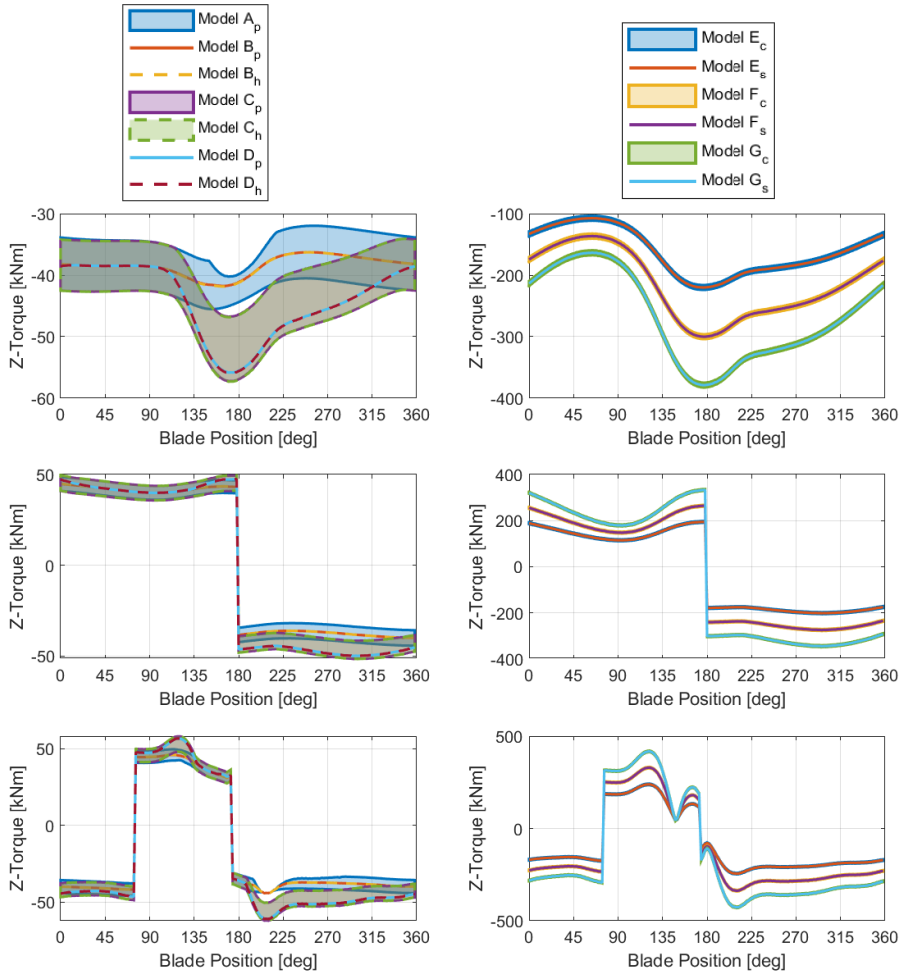 Model A_p
Model B_p
Model B_h
Model C_p
Model C_h
Model D_p
Model D_h
Model E_c
Model E_s
Model F_c
Model F_s
Model G_c
Model G_s
Z-Torque [kNm]
-30
-40
-50
-60
0 45 90 135 180 225 270 315 360
Blade Position [deg]
Z-Torque [kNm]
-100
-200
-300
-400
0 45 90 135 180 225 270 315 360
Blade Position [deg]
Z-Torque [kNm]
50
0
-50
0 45 90 135 180 225 270 315 360
Blade Position [deg]
Z-Torque [kNm]
400
200
0
-200
-400
0 45 90 135 180 225 270 315 360
Blade Position [deg]
Z-Torque [kNm]
50
0
-50
0 45 90 135 180 225 270 315 360
Blade Position [deg]
Z-Torque [kNm]
500
0
-500
0 45 90 135 180 225 270 315 360
Blade Position [deg]